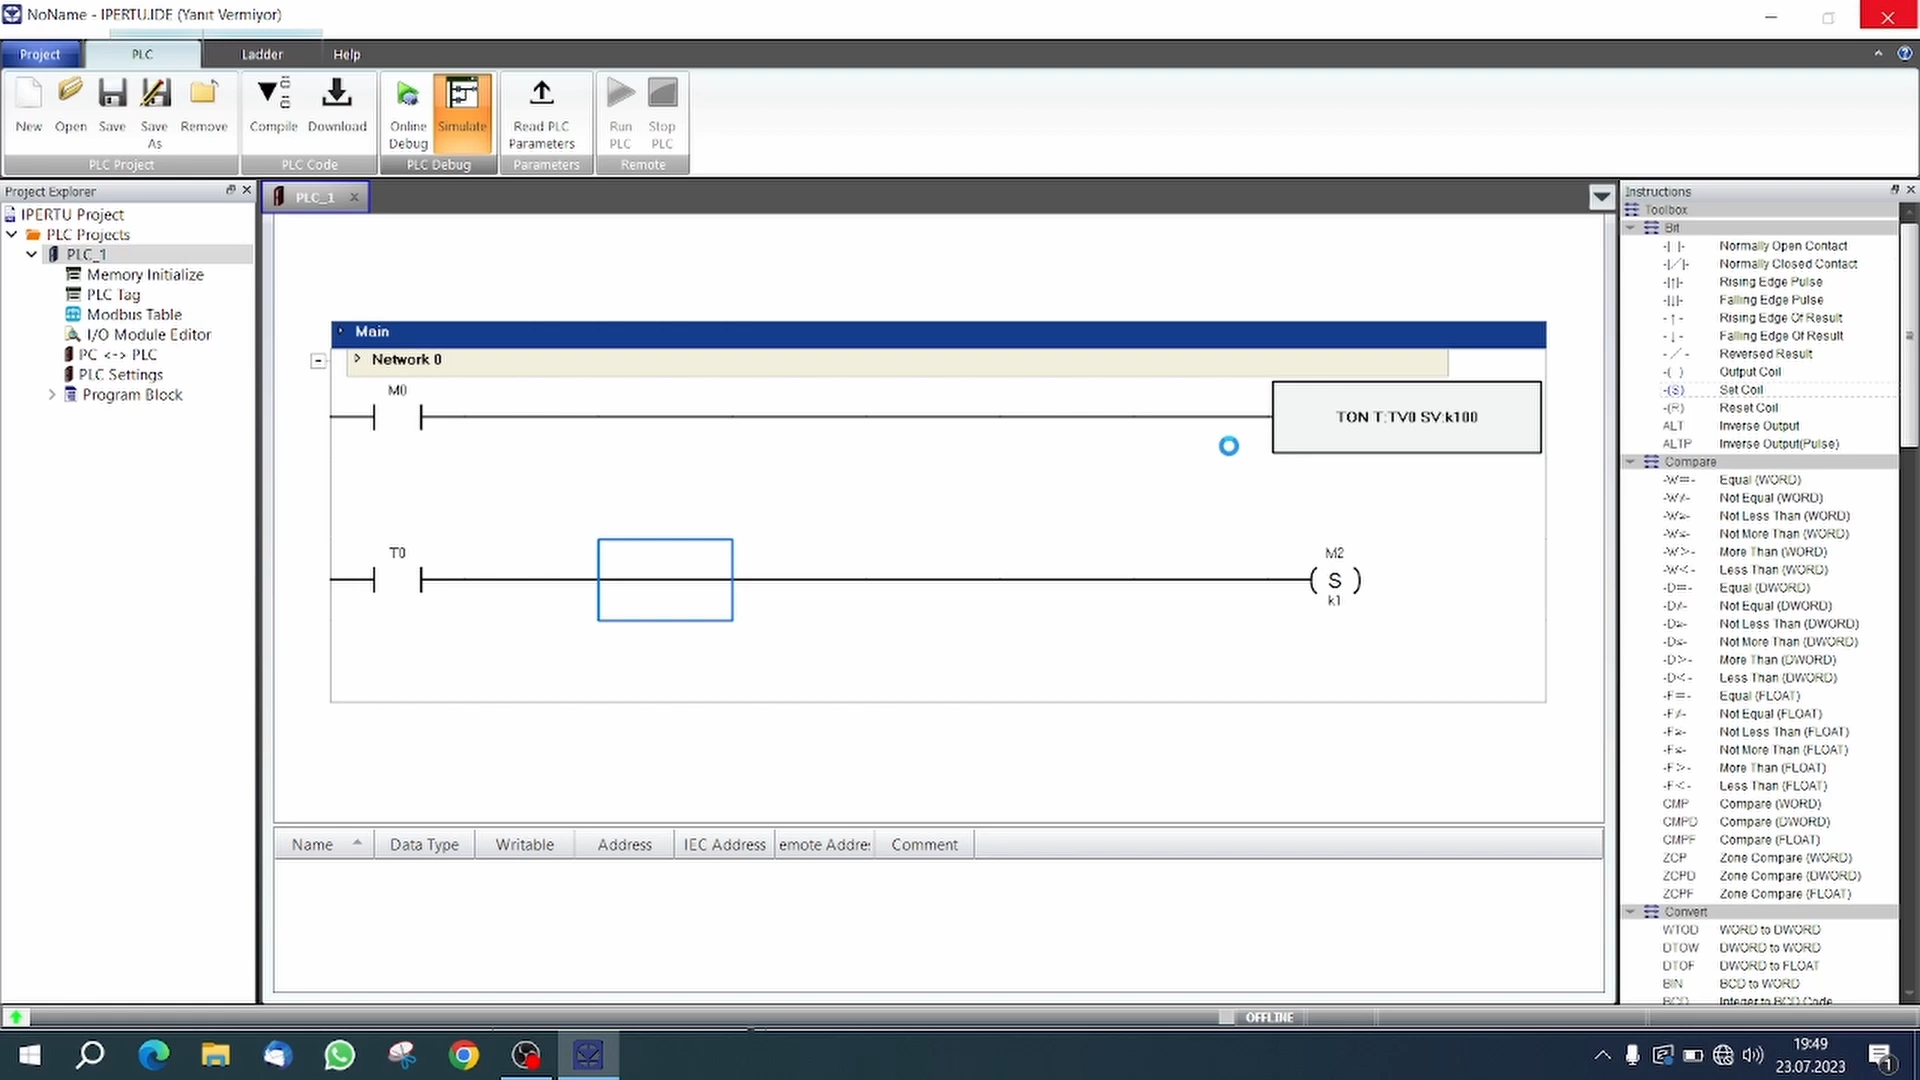 NoName - IPERTU.IDE (Yanıt Vermiyor)
Project PLC Ladder Help
New Open Save Save As Remove Compile Download Online Debug Simulate Read PLC Parameters Run PLC Stop PLC
PLC Project PLC Code PLC Debug Parameters Remote
Project Explorer
IPERTU Project
PLC Projects
PLC_1
Memory Initialize
PLC Tag
Modbus Table
I/O Module Editor
PC <-> PLC
PLC Settings
Program Block
PLC_1
Main
Network 0
M0
TON T:TV0 SV:k100
T0
M2
( S )
k1
Name Data Type Writable Address IEC Address emote Addre Comment
Instructions
Toolbox
Bit
-| |- Normally Open Contact
-|/|- Normally Closed Contact
-|↑|- Rising Edge Pulse
-|↓|- Falling Edge Pulse
-↑- Rising Edge Of Result
-↓- Falling Edge Of Result
-/- Reversed Result
-( ) Output Coil
-(S) Set Coil
-(R) Reset Coil
ALT Inverse Output
ALTP Inverse Output(Pulse)
Compare
-W=- Equal (WORD)
-W≠- Not Equal (WORD)
-W≥- Not Less Than (WORD)
-W≤- Not More Than (WORD)
-W>- More Than (WORD)
-W<- Less Than (WORD)
-D=- Equal (DWORD)
-D≠- Not Equal (DWORD)
-D≥- Not Less Than (DWORD)
-D≤- Not More Than (DWORD)
-D>- More Than (DWORD)
-D<- Less Than (DWORD)
-F=- Equal (FLOAT)
-F≠- Not Equal (FLOAT)
-F≥- Not Less Than (FLOAT)
-F≤- Not More Than (FLOAT)
-F>- More Than (FLOAT)
-F<- Less Than (FLOAT)
CMP Compare (WORD)
CMPD Compare (DWORD)
CMPF Compare (FLOAT)
ZCP Zone Compare (WORD)
ZCPD Zone Compare (DWORD)
ZCPF Zone Compare (FLOAT)
Convert
WTOD WORD to DWORD
DTOW DWORD to WORD
DTOF DWORD to FLOAT
BIN BCD to WORD
BCD Integer to BCD Code
OFFLINE
19:49
23.07.2023
1